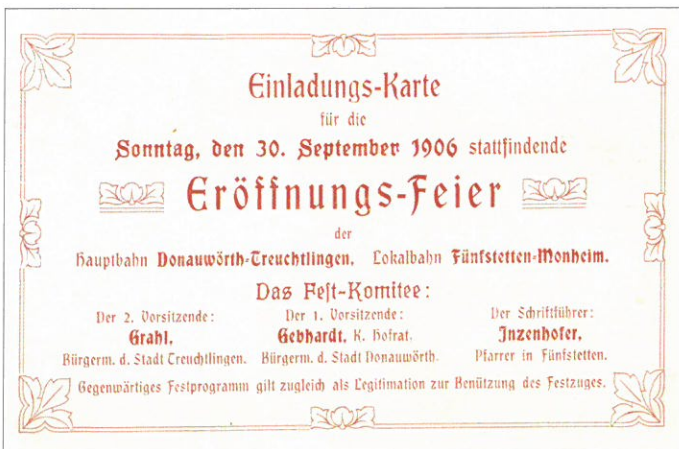 Einladungs-Karte
für die
Sonntag, den 30. September 1906 stattfindende
Eröffnungs-Feier
der
Hauptbahn Donauwörth-Treuchtlingen, Lokalbahn Fünfstetten-Monheim.
Das Fest-Komitee:
Der 2. Vorsitzende: Der 1. Vorsitzende: Der Schriftführer:
Grahl, Gebhardt, K. Hofrat. Inzenhofer,
Bürgerm. d. Stadt Treuchtlingen. Bürgerm. d. Stadt Donauwörth. Pfarrer in Fünfstetten.
Gegenwärtiges Festprogramm gilt zugleich als Legitimation zur Benützung des Festzuges.